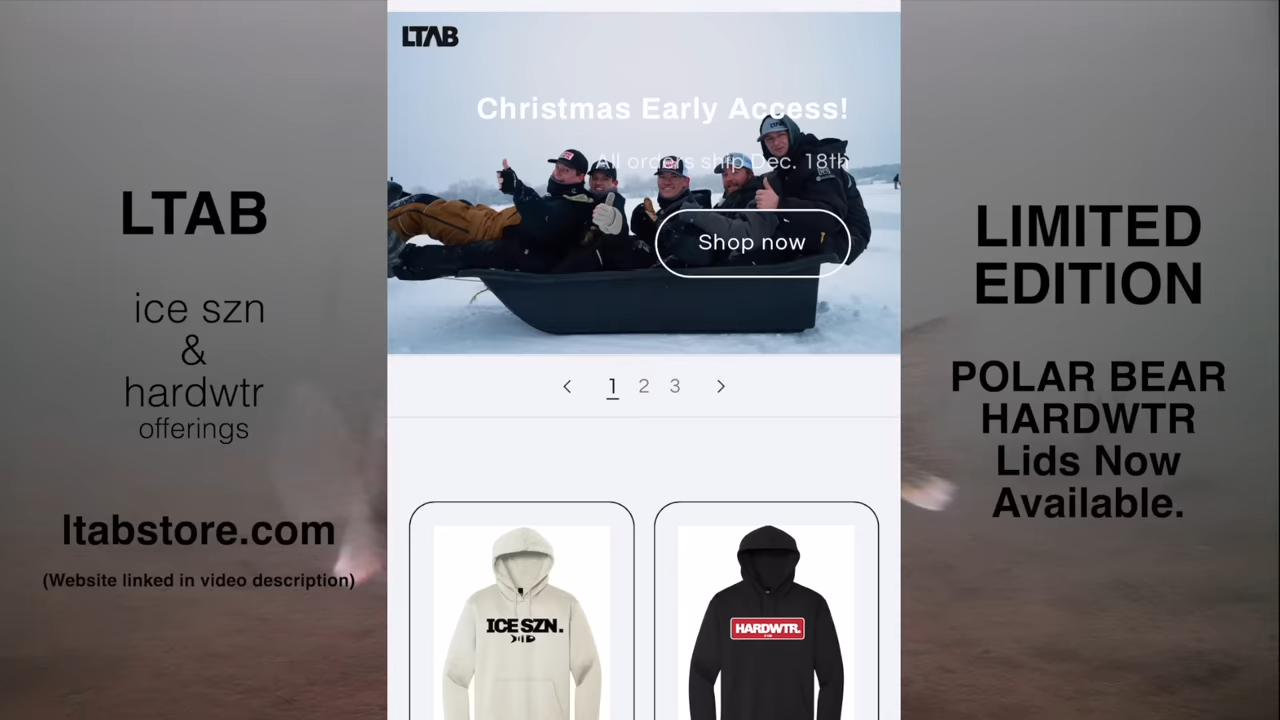 LTAB
ice szn
&
hardwtr
offerings
ltabstore.com
(Website linked in video description)
LTAB
Christmas Early Access!
All orders ship Dec. 18th
Shop now
1 2 3
ICE SZN.
HARDWTR.
LIMITED
EDITION
POLAR BEAR
HARDWTR
Lids Now
Available.